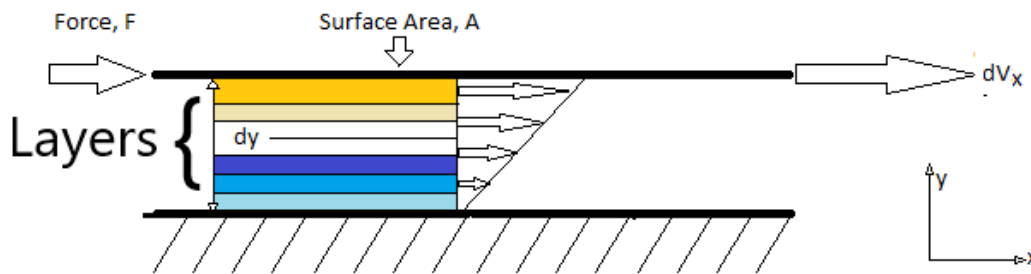 Force, F
Surface Area, A
dVx
Layers
{
dy
y
x